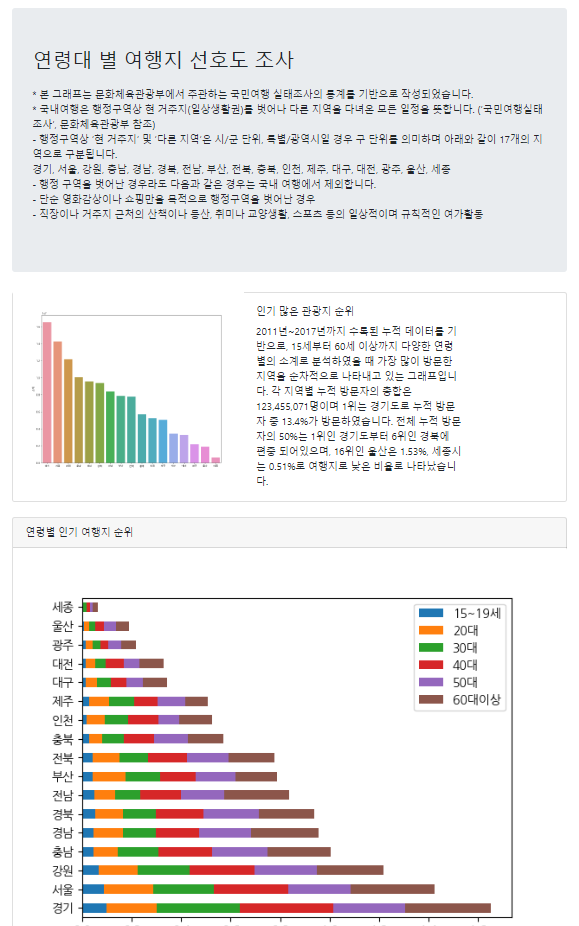 연령대 별 여행지 선호도 조사
* 본 그래프는 문화체육관광부에서 주관하는 국민여행 실태조사의 통계를 기반으로 작성되었습니다.
* 국내여행은 행정구역상 현 거주지(일상생활권)를 벗어나 다른 지역을 다녀온 모든 일정을 뜻합니다. ('국민여행실태
조사', 문화체육관광부 참조)
- 행정구역상 '현 거주지' 및 '다른 지역'은 시/군 단위, 특별/광역시일 경우 구 단위를 의미하며 아래와 같이 17개의 지
역으로 구분됩니다.
경기, 서울, 강원, 충남, 경남, 경북, 전남, 부산, 전북, 충북, 인천, 제주, 대구, 대전, 광주, 울산, 세종
- 행정 구역을 벗어난 경우라도 다음과 같은 경우는 국내 여행에서 제외합니다.
- 단순 영화감상이나 쇼핑만을 목적으로 행정구역을 벗어난 경우
- 직장이나 거주지 근처의 산책이나 등산, 취미나 교양생활, 스포츠 등의 일상적이며 규칙적인 여가활동
인기 많은 관광지 순위
2011년~2017년까지 수록된 누적 데이터를 기
반으로, 15세부터 60세 이상까지 다양한 연령
별의 소계로 분석하였을 때 가장 많이 방문한
지역을 순차적으로 나타내고 있는 그래프입니
다. 각 지역별 누적 방문자의 총합은
123,455,071명이며 1위는 경기도로 누적 방문
자 중 13.4%가 방문하였습니다. 전체 누적 방문
자의 50%는 1위인 경기도부터 6위인 경북에
편중 되어있으며, 16위인 울산은 1.53%, 세종시
는 0.51%로 여행지로 낮은 비율로 나타났습니
다.
연령별 인기 여행지 순위
세종
울산
광주
대전
대구
제주
인천
충북
전북
부산
전남
경북
경남
충남
강원
서울
경기
15~19세
20대
30대
40대
50대
60대이상